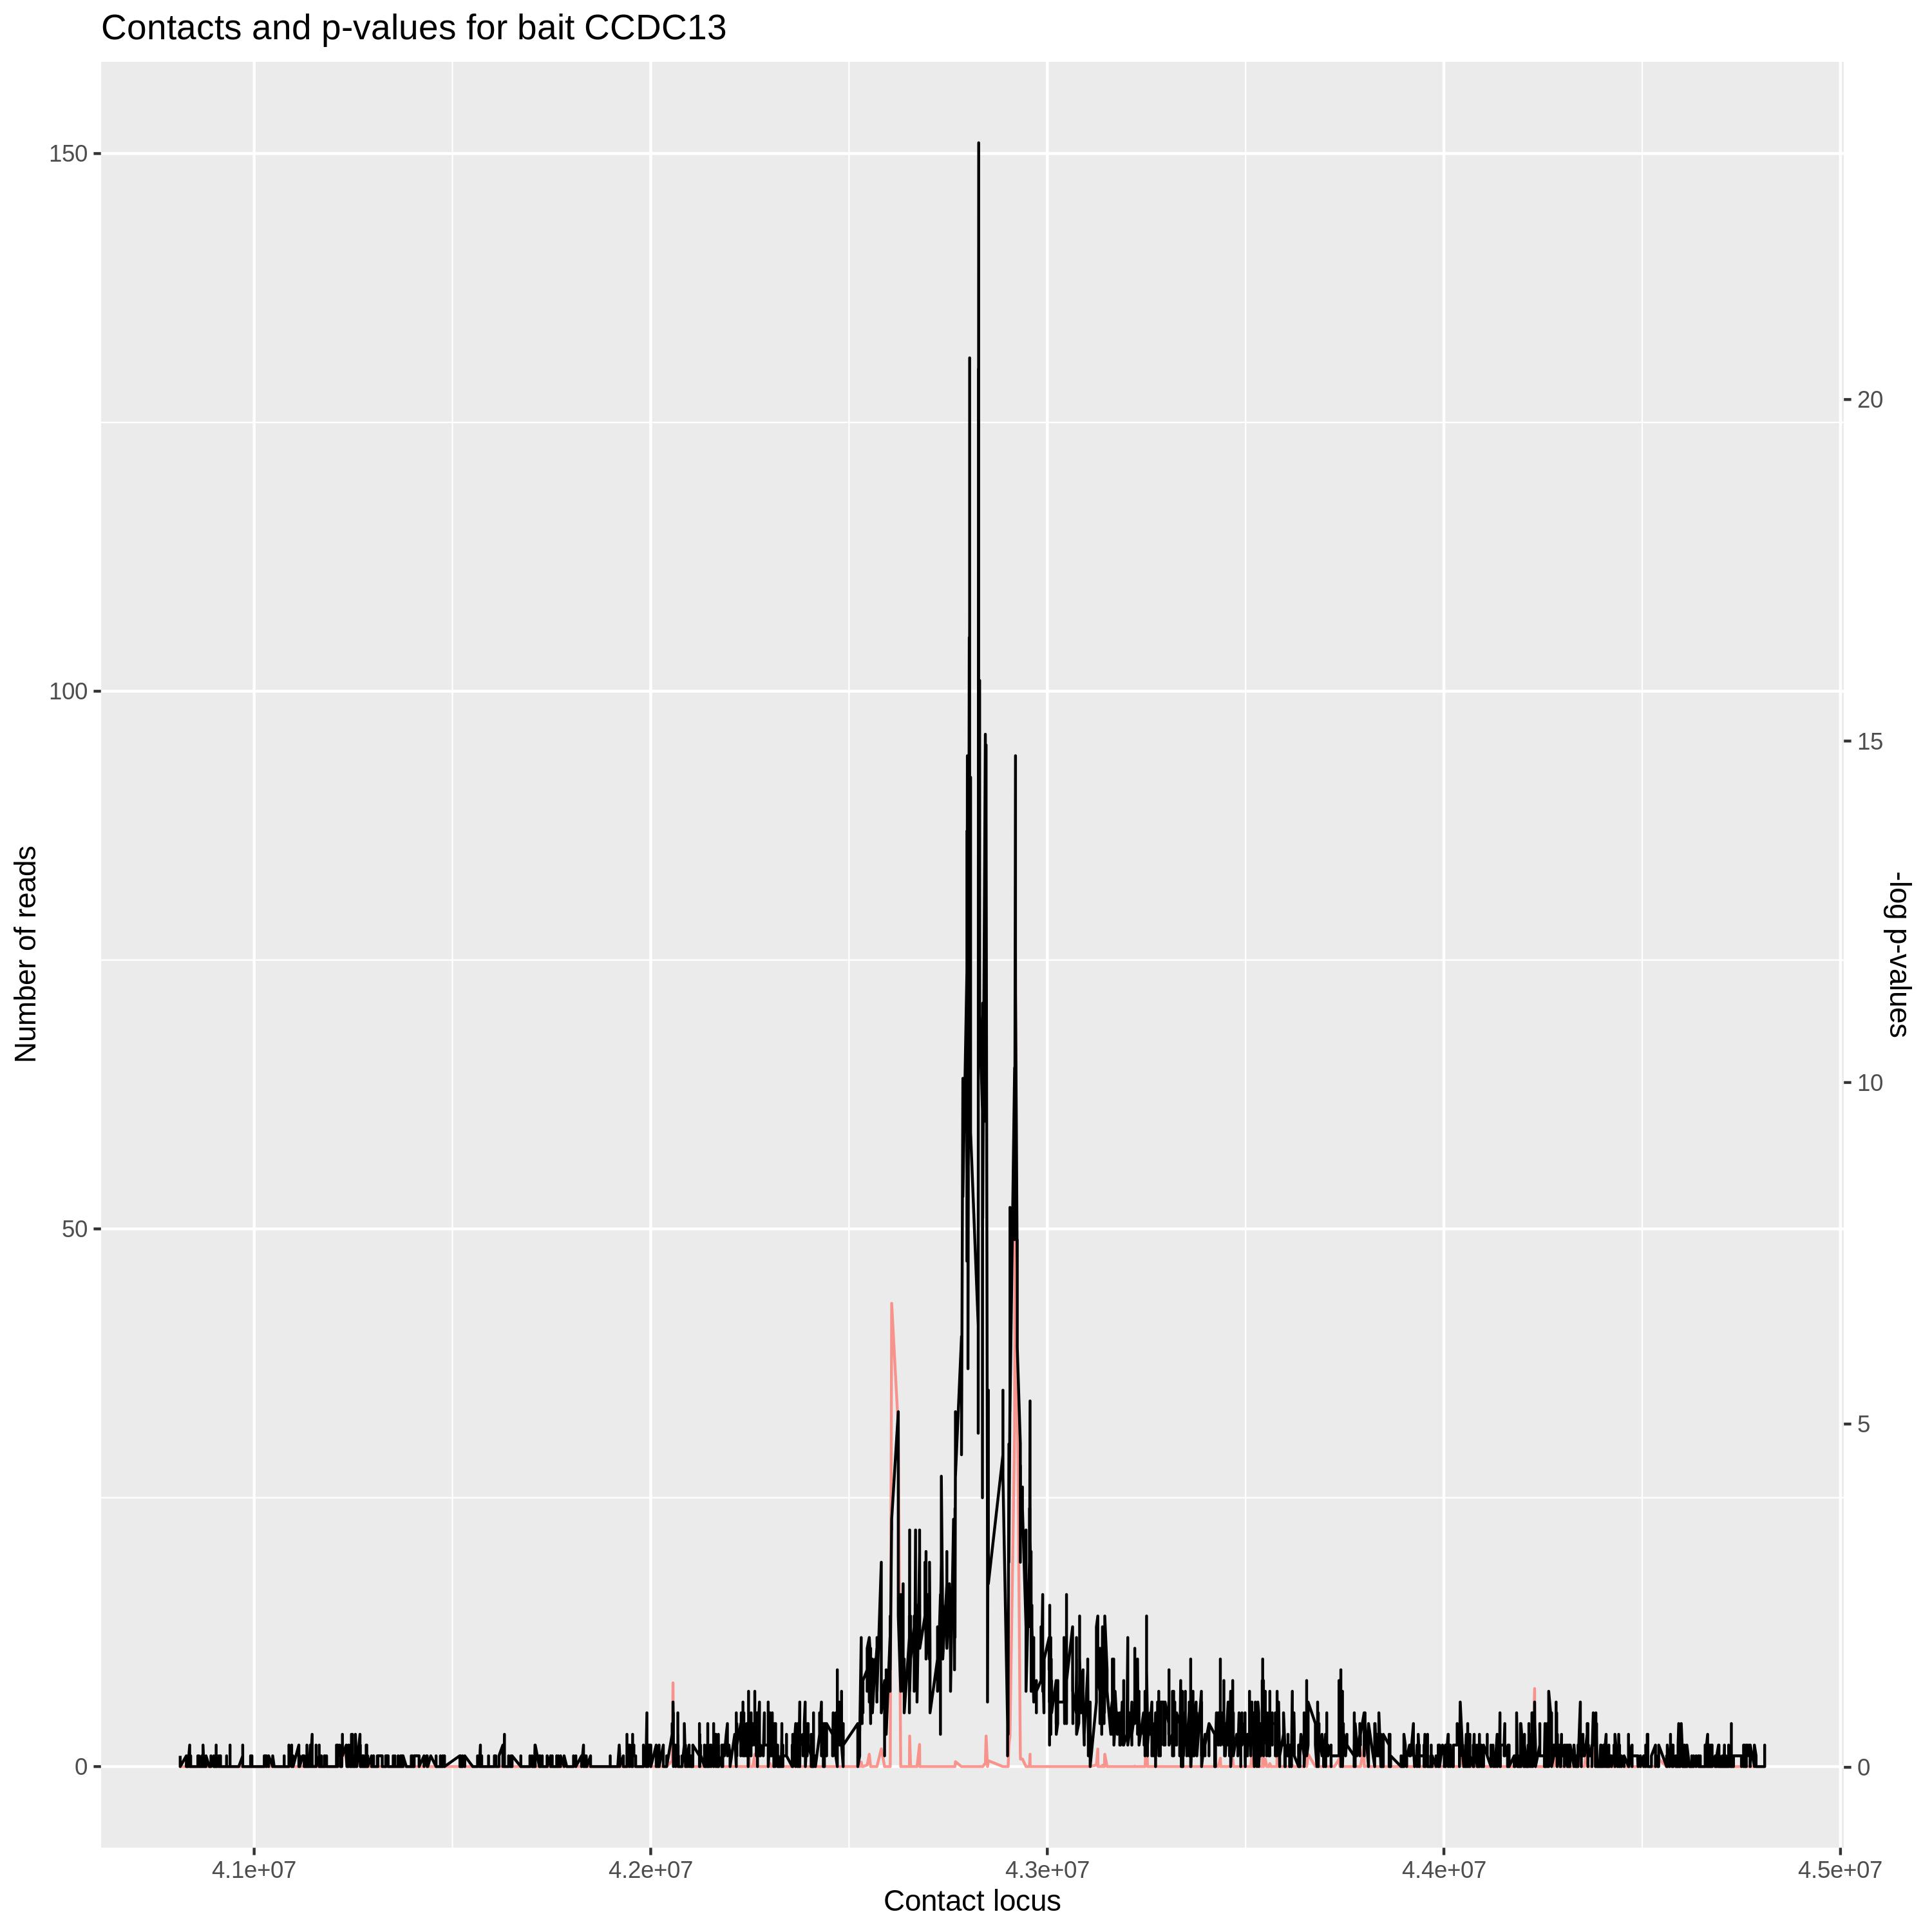 Contacts and p-values for bait CCDC13
150
100
50
0
Number of reads
20
15
10
5
0
-log p-values
4.1e+07
4.2e+07
4.3e+07
4.4e+07
4.5e+07
Contact locus